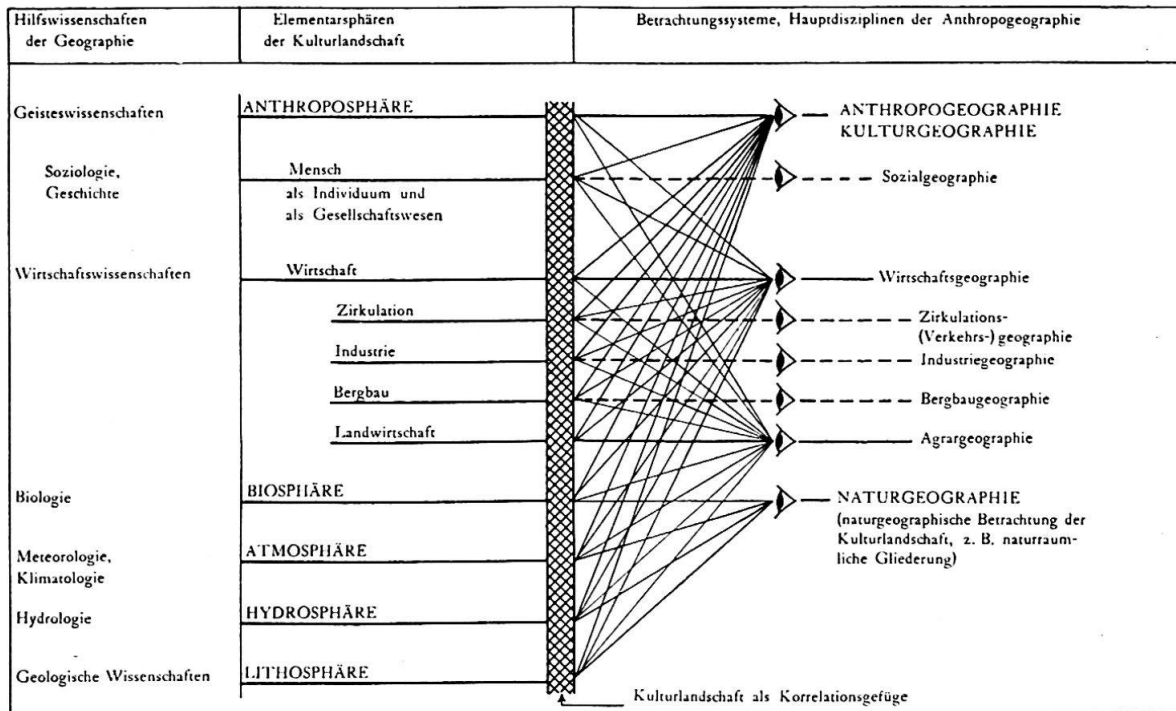 Hilfswissenschaften
der Geographie
Elementarsphären
der Kulturlandschaft
Betrachtungssysteme, Hauptdisziplinen der Anthropogeographie
Geisteswissenschaften
ANTHROPOSPHÄRE
ANTHROPOGEOGRAPHIE
KULTURGEOGRAPHIE
Soziologie,
Geschichte
Mensch
als Individuum und
als Gesellschaftswesen
Sozialgeographie
Wirtschaftswissenschaften
Wirtschaft
Wirtschaftsgeographie
Zirkulation
Zirkulations-
(Verkehrs-) geographie
Industrie
Industriegeographie
Bergbau
Bergbaugeographie
Landwirtschaft
Agrargeographie
Biologie
BIOSPHÄRE
NATURGEOGRAPHIE
(naturgeographische Betrachtung der
Kulturlandschaft, z. B. naturräum-
liche Gliederung)
Meteorologie,
Klimatologie
ATMOSPHÄRE
Hydrologie
HYDROSPHÄRE
Geologische Wissenschaften
LITHOSPHÄRE
Kulturlandschaft als Korrelationsgefüge